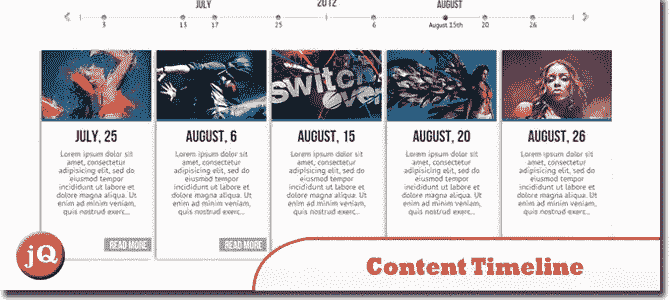 JULY 2012 AUGUST
3 13 17 25 6 August 15th 20 26
JULY, 25
Lorem ipsum dolor sit
amet, consectetur
adipisicing elit, sed do
eiusmod tempor
incididunt ut labore et
dolore magna aliqua. Ut
enim ad minim veniam,
quis nostrud exerc...
READ MORE
AUGUST, 6
Lorem ipsum dolor sit
amet, consectetur
adipisicing elit, sed do
eiusmod tempor
incididunt ut labore et
dolore magna aliqua. Ut
enim ad minim veniam,
quis nostrud exerc...
READ MORE
Switch
over
AUGUST, 15
Lorem ipsum dolor sit
amet, consectetur
adipisicing elit, sed do
eiusmod tempor
incididunt ut labore et
dolore magna aliqua. Ut
enim ad minim veniam,
quis nostrud exerc...
AUGUST, 20
Lorem ipsum dolor sit
amet, consectetur
adipisicing elit, sed do
eiusmod tempor
incididunt ut labore et
dolore magna aliqua. Ut
enim ad minim veniam,
quis nostrud exerc...
AUGUST, 26
Lorem ipsum dolor sit
amet, consectetur
adipisicing elit, sed do
eiusmod tempor
incididunt ut labore et
dolore magna aliqua. Ut
enim ad minim veniam,
quis nostrud exerc...
jQ
Content Timeline